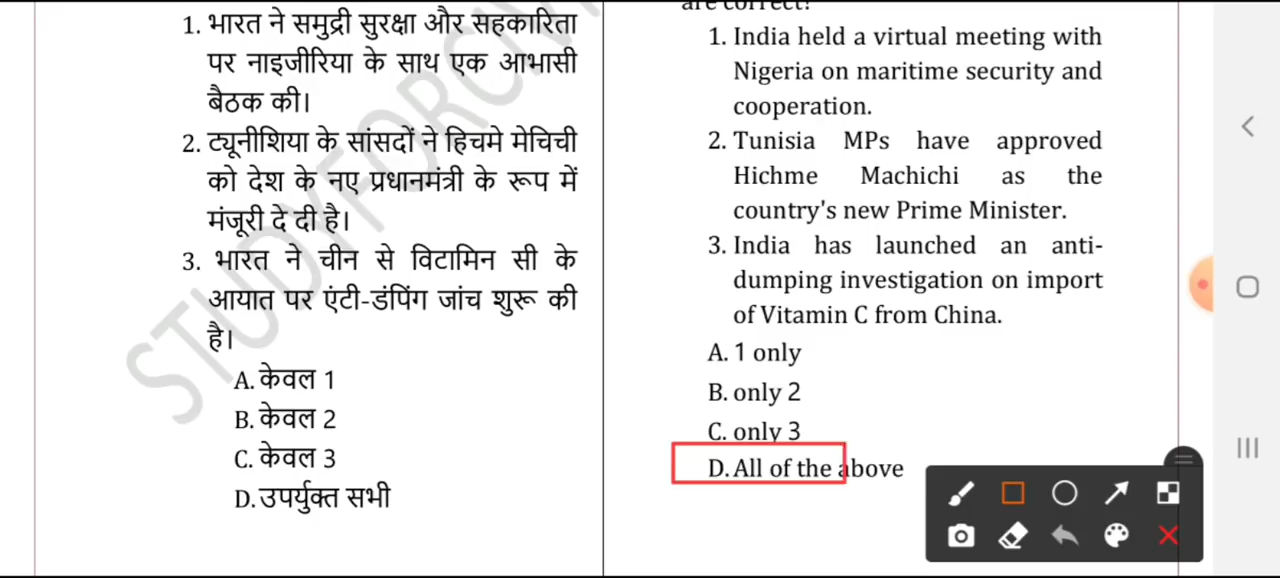 1. भारत ने समुद्री सुरक्षा और सहकारिता
पर नाइजीरिया के साथ एक आभासी
बैठक की।
2. ट्यूनीशिया के सांसदों ने हिचमे मेचिची
को देश के नए प्रधानमंत्री के रूप में
मंजूरी दे दी है।
3. भारत ने चीन से विटामिन सी के
आयात पर एंटी-डंपिंग जांच शुरू की
है।
A. केवल 1
B. केवल 2
C. केवल 3
D. उपर्युक्त सभी
are correct?
1. India held a virtual meeting with
Nigeria on maritime security and
cooperation.
2. Tunisia MPs have approved
Hichme Machichi as the
country's new Prime Minister.
3. India has launched an anti-
dumping investigation on import
of Vitamin C from China.
A. 1 only
B. only 2
C. only 3
D. All of the above
STUDYFORCIV